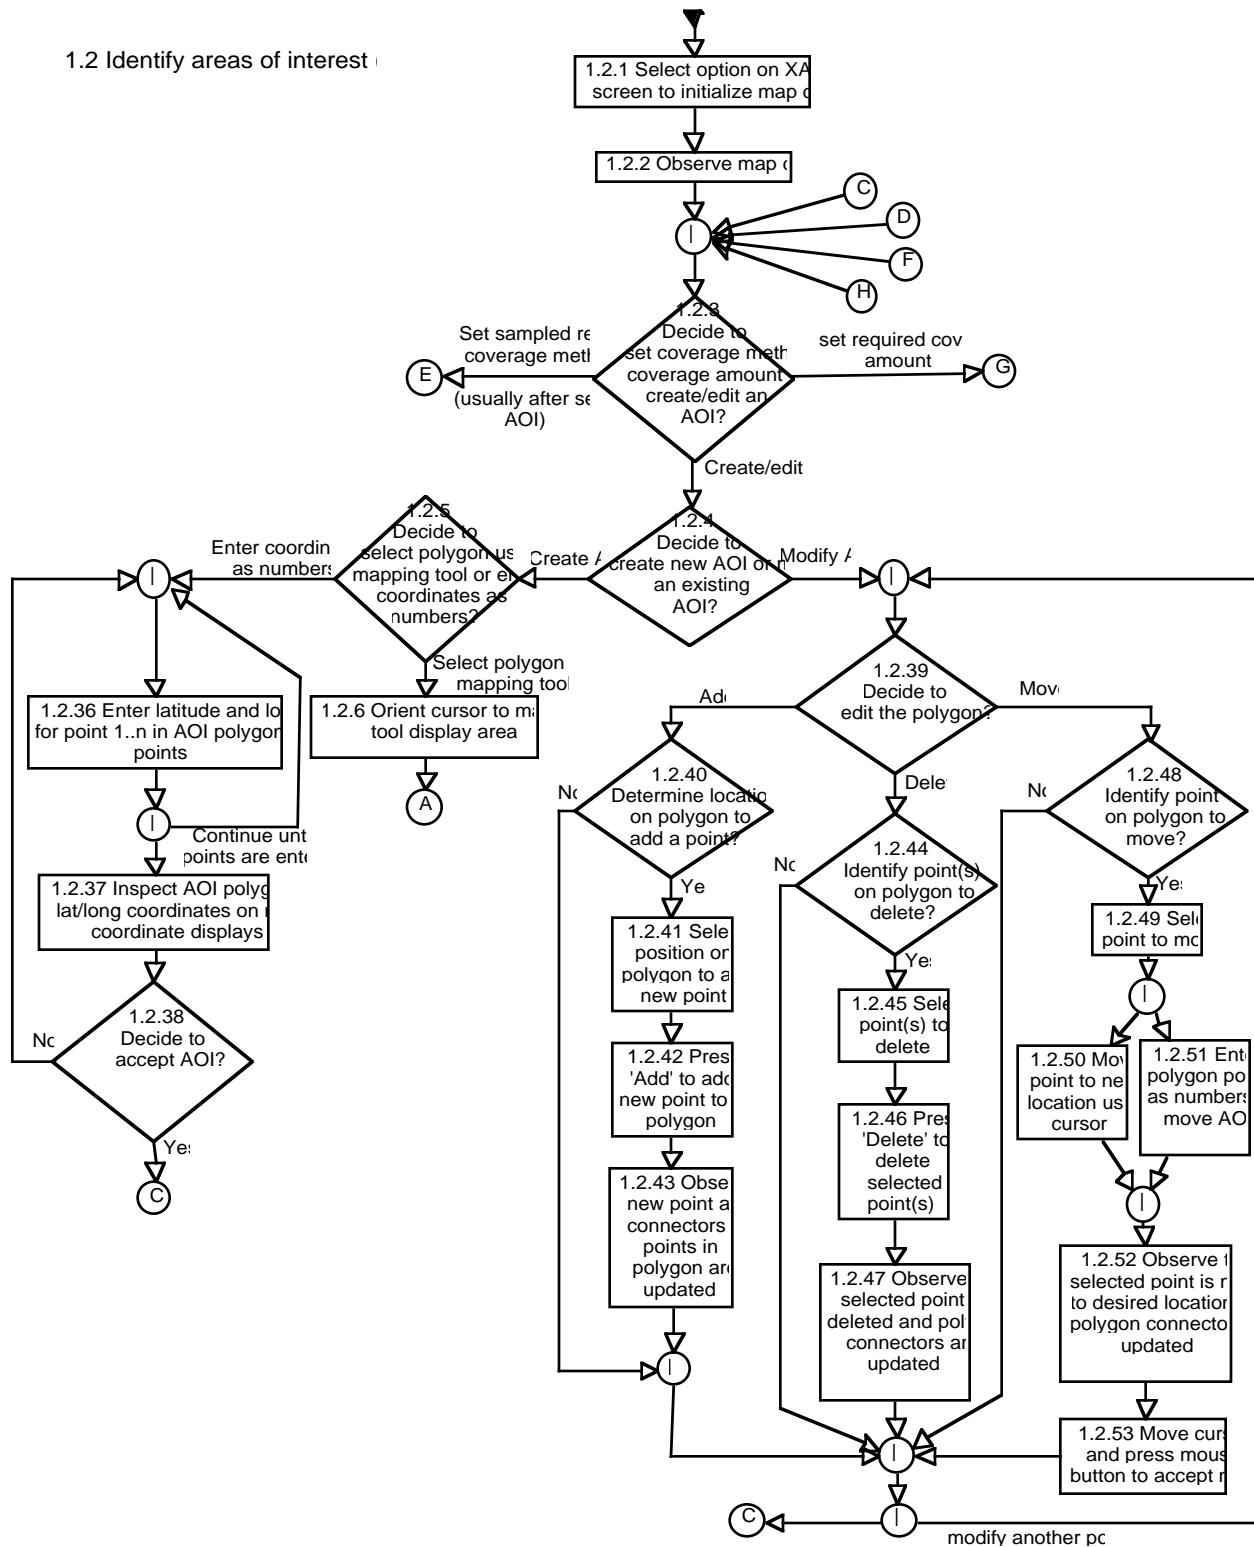 1.2 Identify areas of interest
1.2.1 Select option on XA
screen to initialize map
1.2.2 Observe map
C
D
F
H
1.2.3
Decide to
set coverage meth
coverage amount
create/edit an
AOI?
Set sampled re
coverage meth
(usually after se
AOI)
E
set required cov
amount
G
Create/edit
1.2.4
Decide to
create new AOI or
an existing
AOI?
Create
Modify
1.2.5
Decide to
select polygon us
mapping tool or
coordinates as
numbers?
Enter coordin
as numbers
Select polygon
mapping tool
1.2.6 Orient cursor to
tool display area
A
1.2.36 Enter latitude and lo
for point 1..n in AOI polygon
points
Continue unt
points are ente
1.2.37 Inspect AOI polyg
lat/long coordinates on
coordinate displays
1.2.38
Decide to
accept AOI?
No
Yes
C
1.2.39
Decide to
edit the polygon?
Add
Delet
Move
1.2.40
Determine locatio
on polygon to
add a point?
No
Ye
1.2.41 Sele
position on
polygon to a
new point
1.2.42 Pres
'Add' to add
new point to
polygon
1.2.43 Obse
new point a
connectors
points in
polygon are
updated
1.2.44
Identify point(s)
on polygon to
delete?
No
Yes
1.2.45 Sele
point(s) to
delete
1.2.46 Pres
'Delete' to
delete
selected
point(s)
1.2.47 Observe
selected point
deleted and pol
connectors ar
updated
1.2.48
Identify point
on polygon to
move?
No
Yes
1.2.49 Sele
point to mo
1.2.50 Mov
point to ne
location us
cursor
1.2.51 Ent
polygon po
as numbers
move AO
1.2.52 Observe t
selected point is
to desired location
polygon connecto
updated
1.2.53 Move curs
and press mous
button to accept
C
modify another po